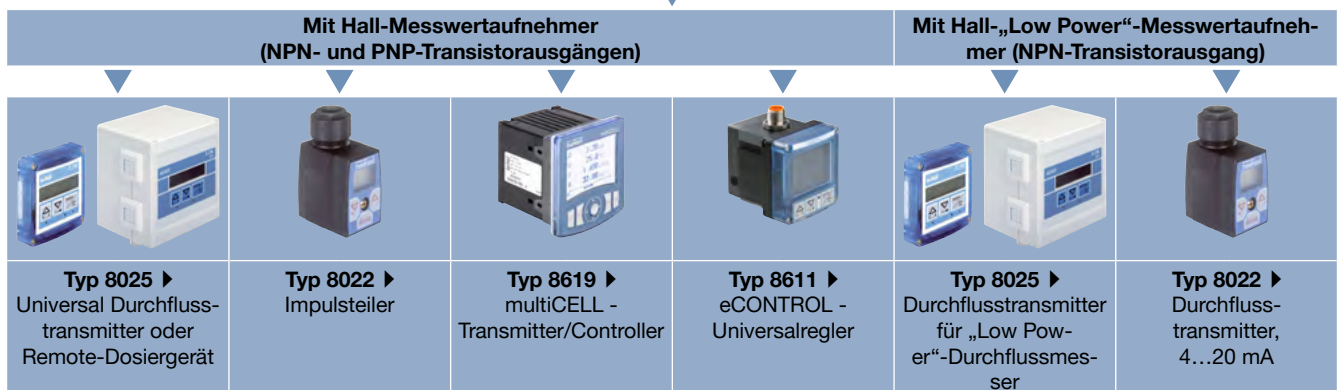 Mit Hall-Messwertaufnehmer
(NPN- und PNP-Transistorausgängen)
Mit Hall-„Low Power“-Messwertaufneh-
mer (NPN-Transistorausgang)
Typ 8025 ▶
Universal Durchfluss-
transmitter oder
Remote-Dosiergerät
Typ 8022 ▶
Impulsteiler
Typ 8619 ▶
multiCELL -
Transmitter/Controller
Typ 8611 ▶
eCONTROL -
Universalregler
Typ 8025 ▶
Durchflusstransmitter
für „Low Pow-
er“-Durchflussmes-
ser
Typ 8022 ▶
Durchfluss-
transmitter,
4…20 mA